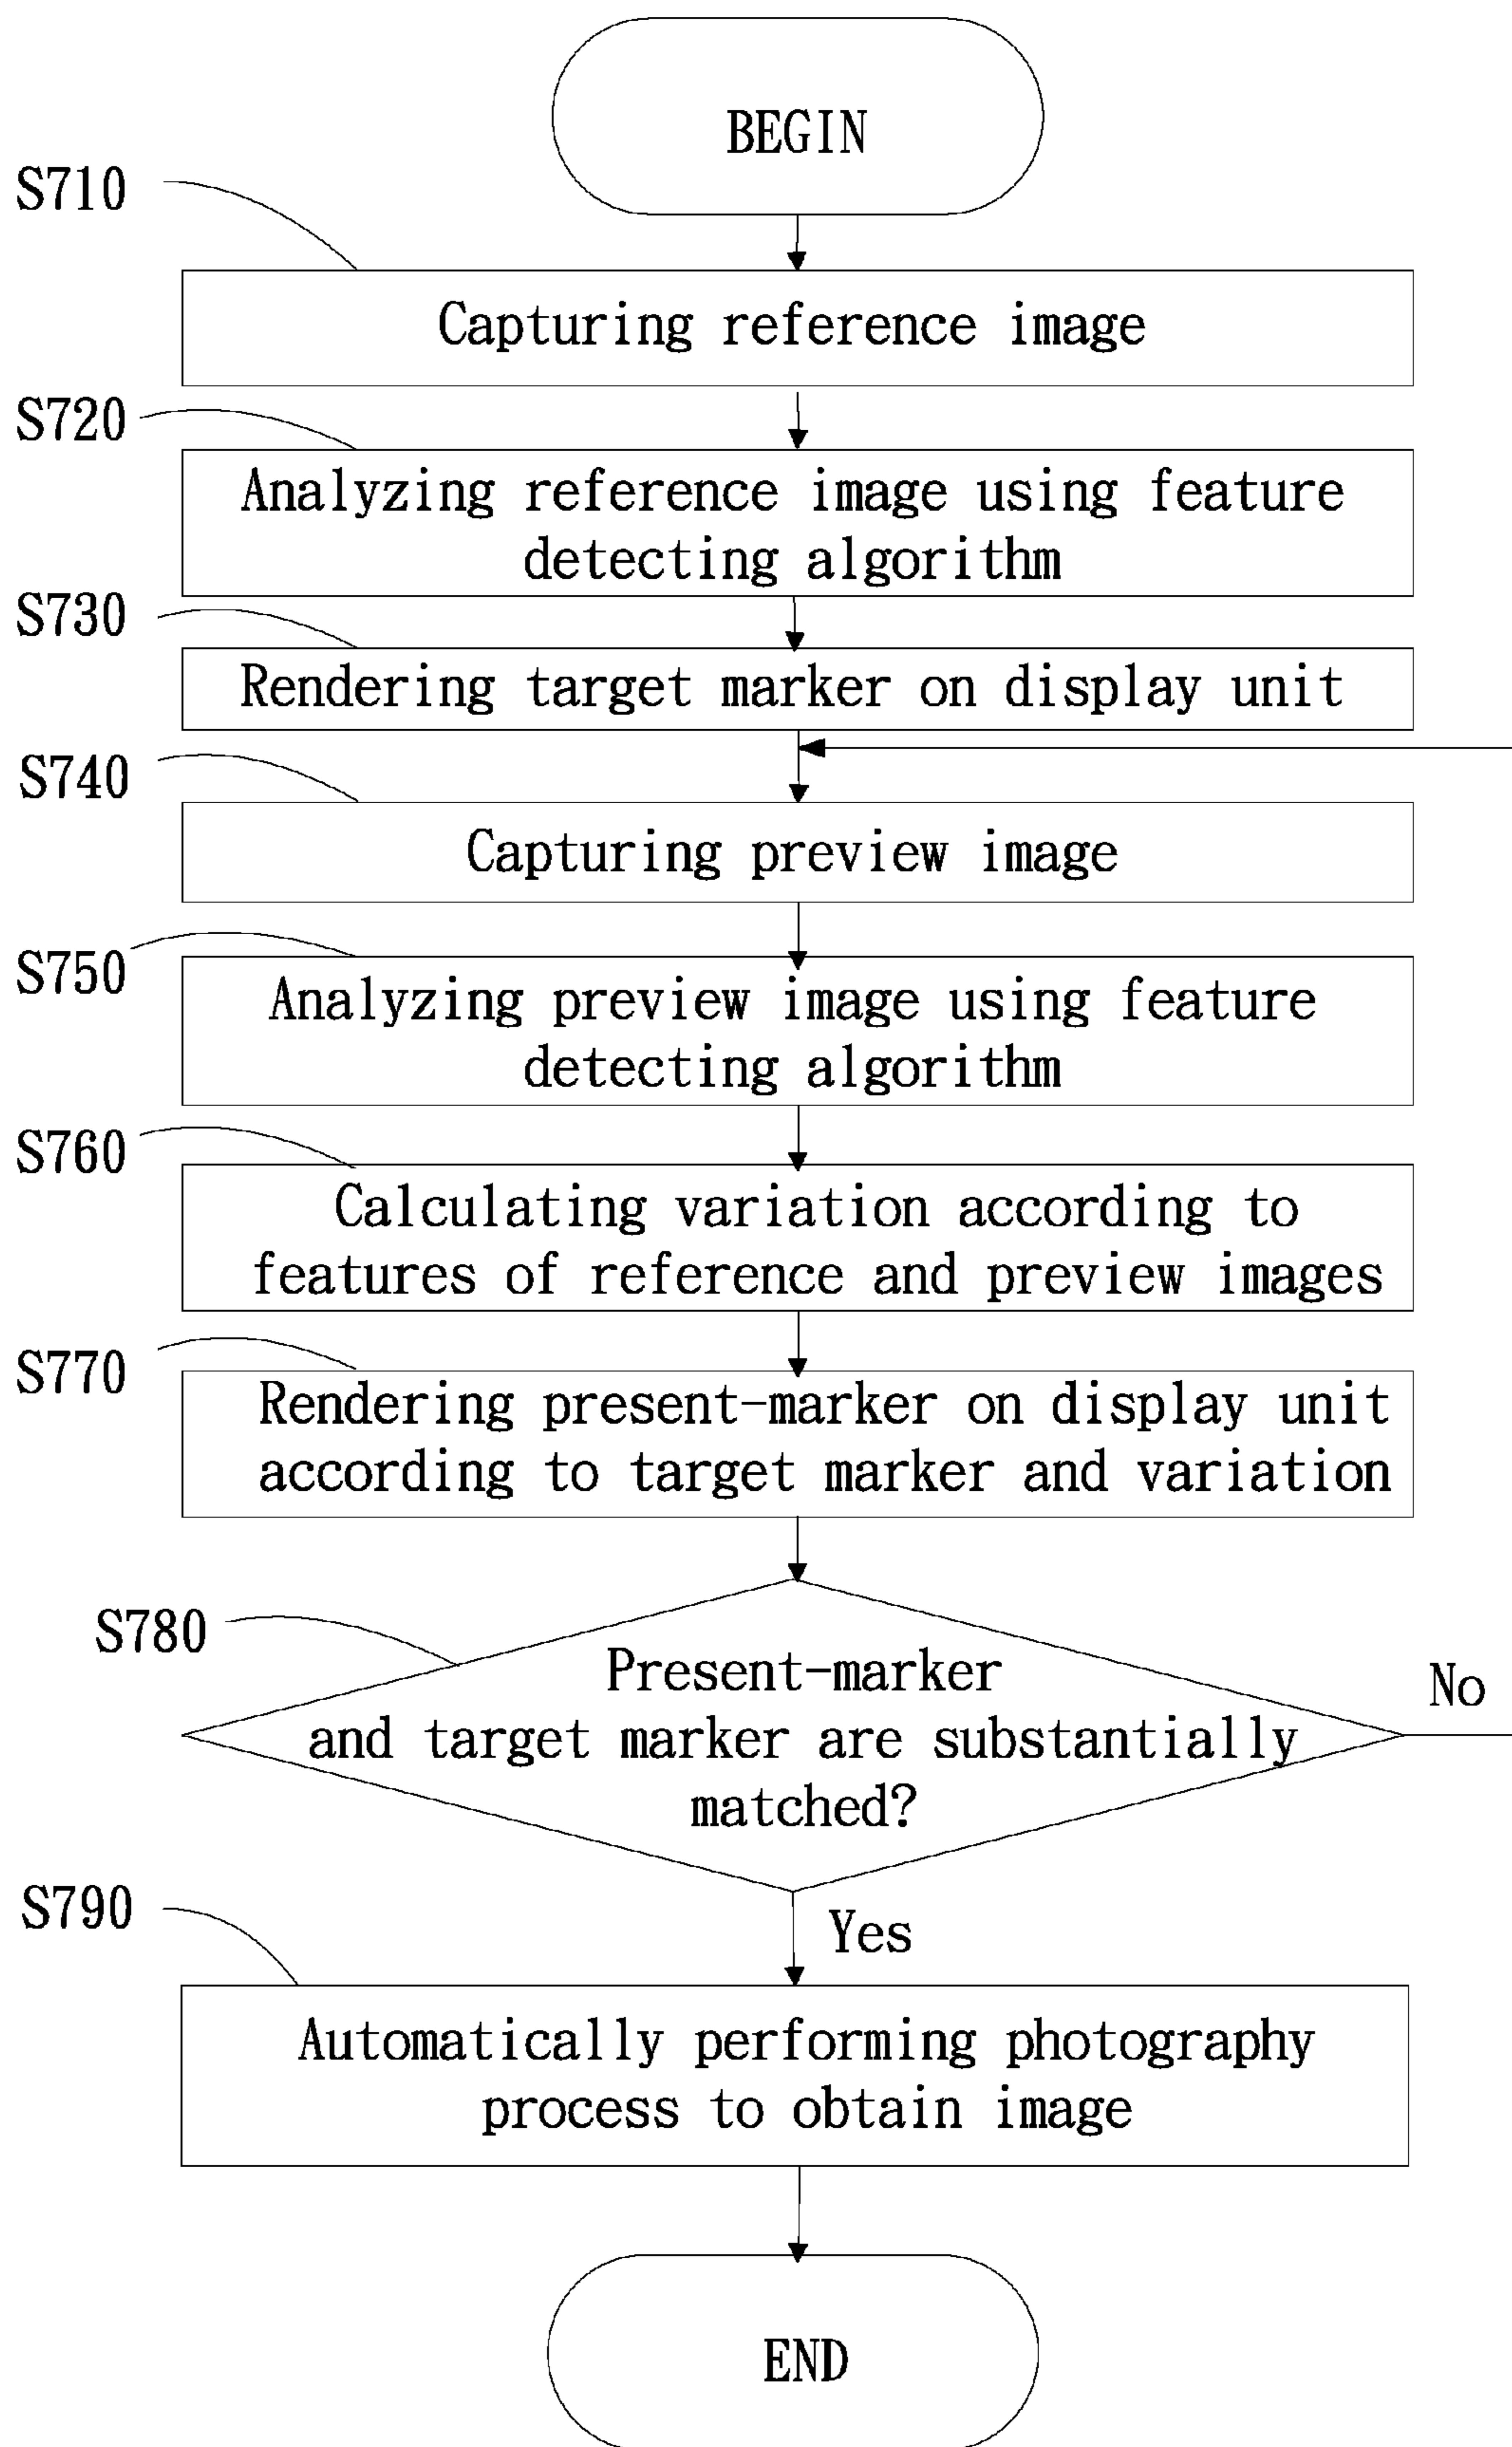 BEGIN
S710
Capturing reference image
S720
Analyzing reference image using feature
detecting algorithm
S730
Rendering target marker on display unit
S740
Capturing preview image
S750
Analyzing preview image using feature
detecting algorithm
S760
Calculating variation according to
features of reference and preview images
S770
Rendering present-marker on display unit
according to target marker and variation
S780
Present-marker
and target marker are substantially
matched?
No
Yes
S790
Automatically performing photography
process to obtain image
END